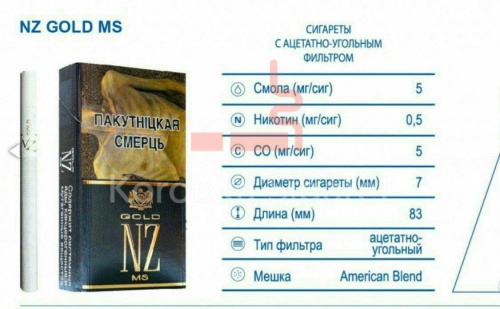 NZ GOLD MS
СИГАРЕТЫ
С АЦЕТАТНО-УГОЛЬНЫМ
ФИЛЬТРОМ
Смола (мг/сиг) 5
N Никотин (мг/сиг) 0,5
C СО (мг/сиг) 5
Диаметр сигареты (мм) 7
Длина (мм) 83
Тип фильтра ацетатно-
угольный
Мешка American Blend
ПАКУТНІЦКАЯ
СМЕРЦЬ
GOLD
NZ
MS
NZ
GOLD